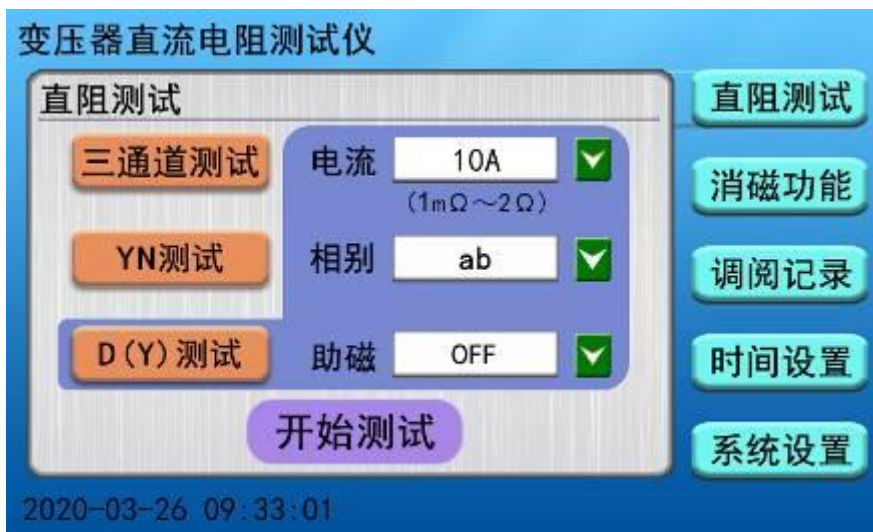 变压器直流电阻测试仪
直阻测试
三通道测试
电流
10A
(1mΩ～2Ω)
YN测试
相别
ab
D(Y)测试
助磁
OFF
开始测试
直阻测试
消磁功能
调阅记录
时间设置
系统设置
2020-03-26 09:33:01